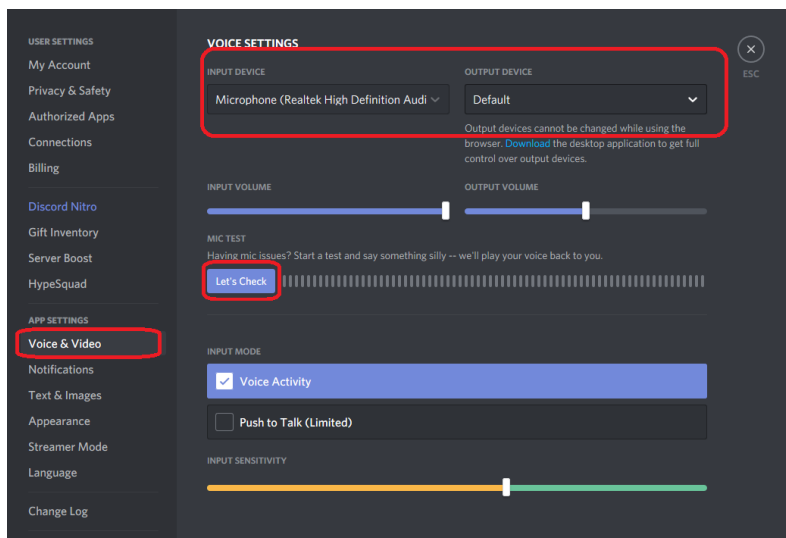 USER SETTINGS
My Account
Privacy & Safety
Authorized Apps
Connections
Billing
Discord Nitro
Gift Inventory
Server Boost
HypeSquad
APP SETTINGS
Voice & Video
Notifications
Text & Images
Appearance
Streamer Mode
Language
Change Log
VOICE SETTINGS
INPUT DEVICE
Microphone (Realtek High Definition Audi
OUTPUT DEVICE
Default
Output devices cannot be changed while using the
browser. Download the desktop application to get full
control over output devices.
INPUT VOLUME
OUTPUT VOLUME
MIC TEST
Having mic issues? Start a test and say something silly -- we'll play your voice back to you.
Let's Check
INPUT MODE
Voice Activity
Push to Talk (Limited)
INPUT SENSITIVITY
ESC